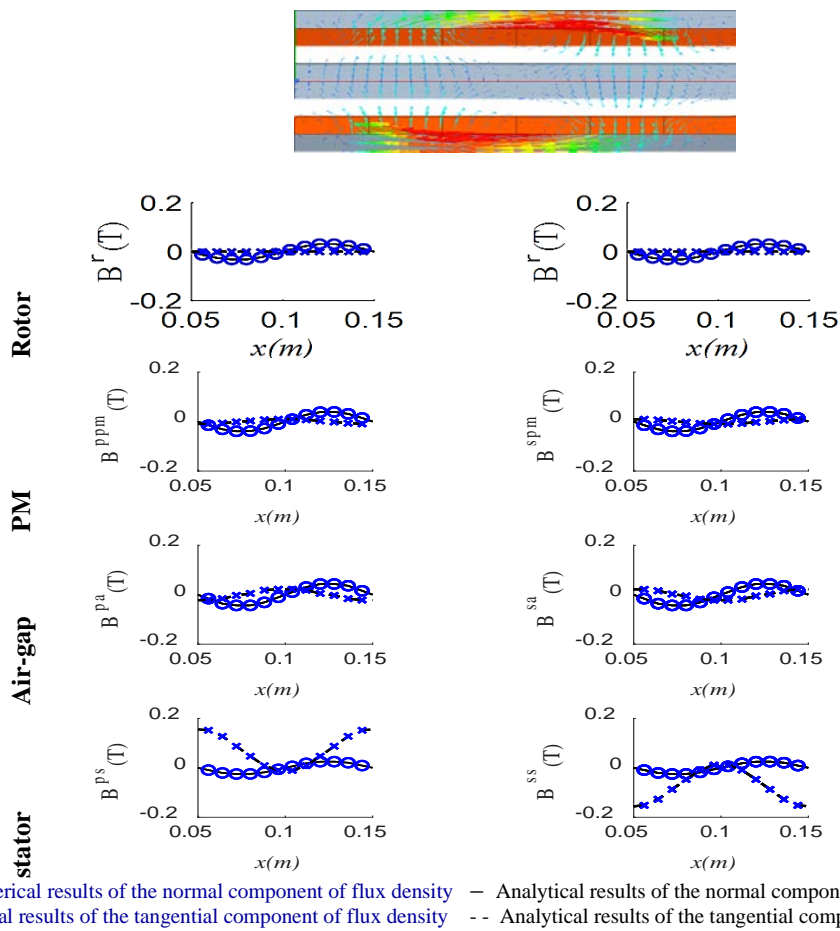 0.2 0.2
B^r(T) 0 B^r(T) 0
-0.2 -0.2
0.05 0.1 0.15 0.05 0.1 0.15
x(m) x(m)
Rotor
0.2 0.2
B^ppm (T) 0 B^spm (T) 0
-0.2 -0.2
0.05 0.1 0.15 0.05 0.1 0.15
x(m) x(m)
PM
0.2 0.2
B^pa (T) 0 B^sa (T) 0
-0.2 -0.2
0.05 0.1 0.15 0.05 0.1 0.15
x(m) x(m)
Air-gap
0.2 0.2
B^ps (T) 0 B^ss (T) 0
-0.2 -0.2
0.05 0.1 0.15 0.05 0.1 0.15
x(m) x(m)
stator
erical results of the normal component of flux density – Analytical results of the normal compon
al results of the tangential component of flux density - - Analytical results of the tangential comp